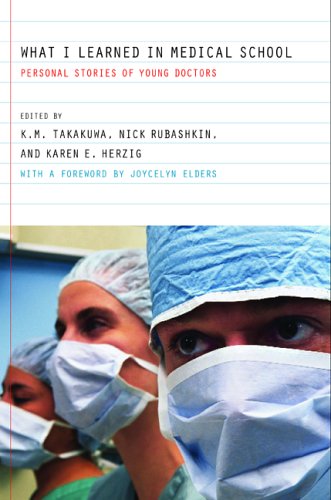 WHAT I LEARNED IN MEDICAL SCHOOL
PERSONAL STORIES OF YOUNG DOCTORS
EDITED BY
K.M. TAKAKUWA, NICK RUBASHKIN,
AND KAREN E. HERZIG
WITH A FOREWORD BY JOYCELYN ELDERS